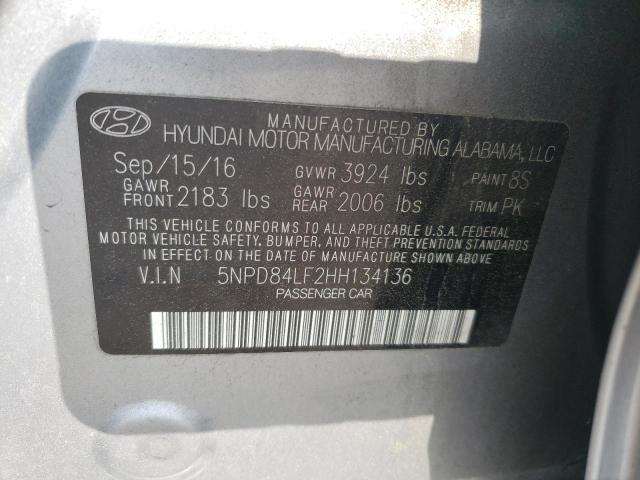 MANUFACTURED BY
HYUNDAI MOTOR MANUFACTURING ALABAMA, LLC
Sep/15/16 GVWR 3924 lbs PAINT 8S
GAWR FRONT 2183 lbs GAWR REAR 2006 lbs TRIM PK
THIS VEHICLE CONFORMS TO ALL APPLICABLE U.S.A. FEDERAL
MOTOR VEHICLE SAFETY, BUMPER, AND THEFT PREVENTION STANDARDS
IN EFFECT ON THE DATE OF MANUFACTURE SHOWN ABOVE.
V.I.N 5NPD84LF2HH134136
PASSENGER CAR